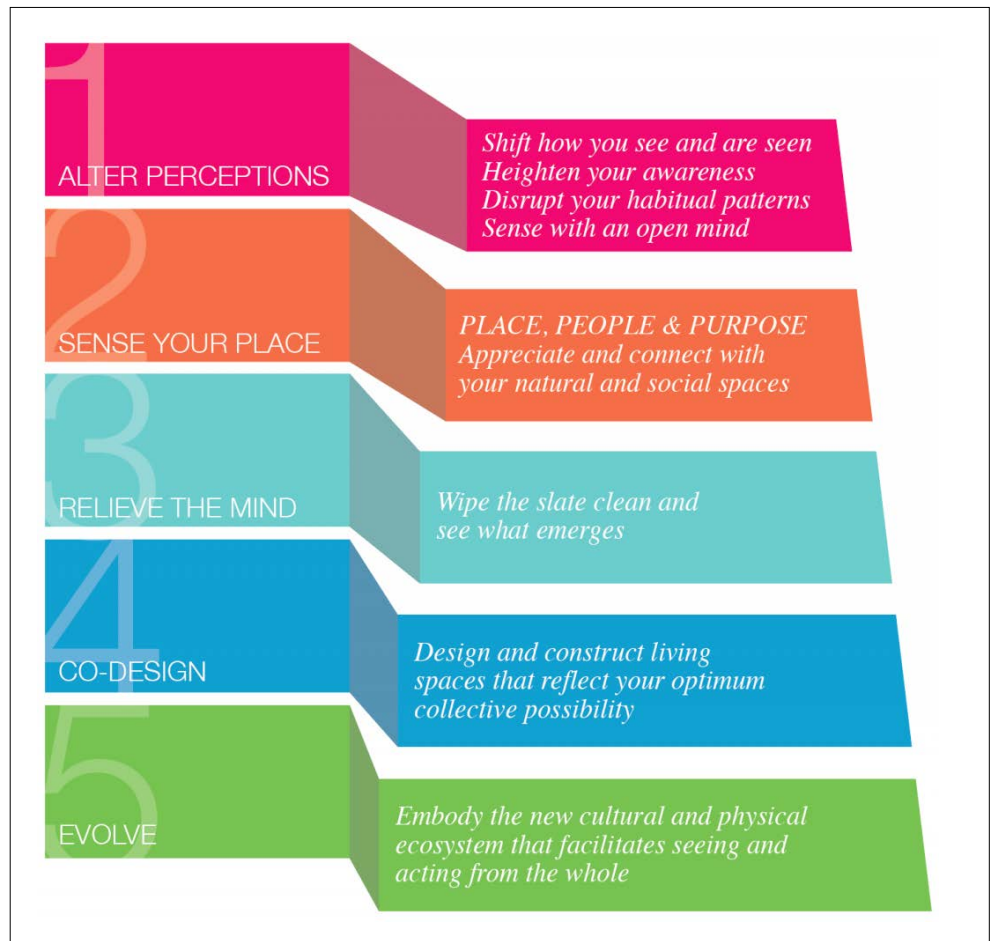 1
ALTER PERCEPTIONS
Shift how you see and are seen
Heighten your awareness
Disrupt your habitual patterns
Sense with an open mind
2
SENSE YOUR PLACE
PLACE, PEOPLE & PURPOSE
Appreciate and connect with
your natural and social spaces
3
RELIEVE THE MIND
Wipe the slate clean and
see what emerges
4
CO-DESIGN
Design and construct living
spaces that reflect your optimum
collective possibility
5
EVOLVE
Embody the new cultural and physical
ecosystem that facilitates seeing and
acting from the whole